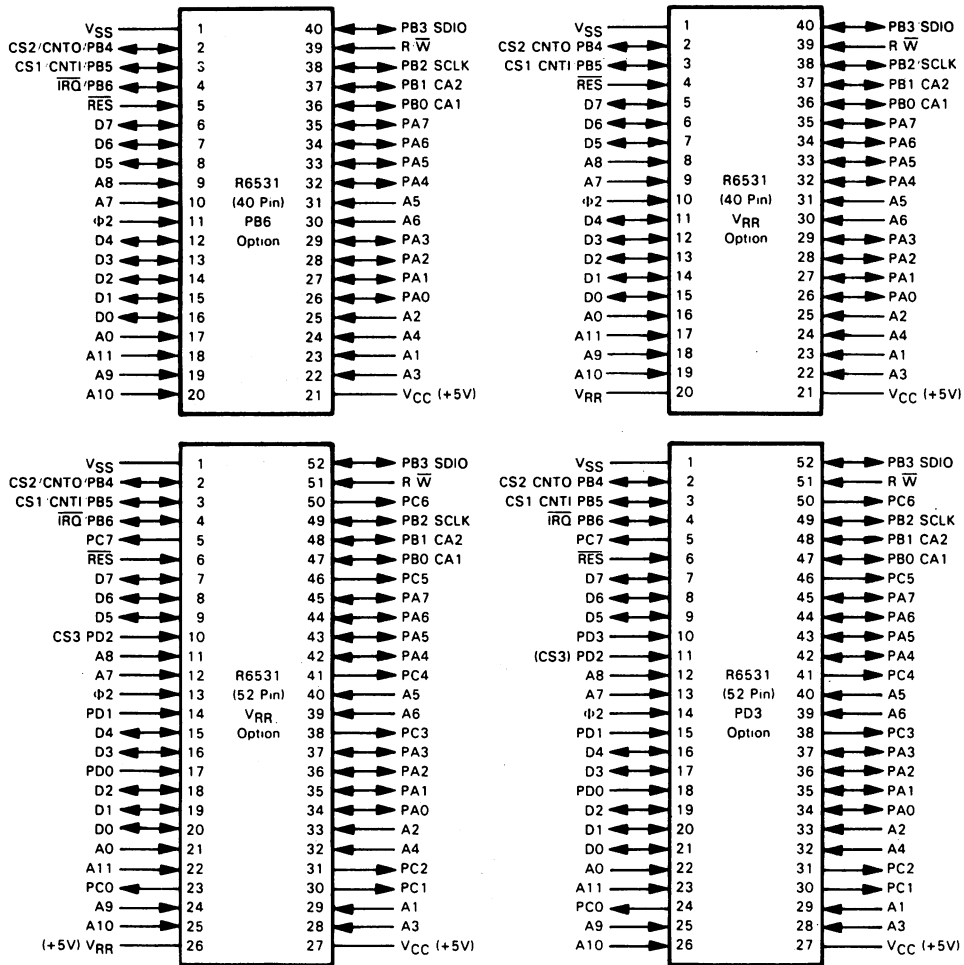 VSS 1 40 PB3 SDIO
CS2/CNTO/PB4 2 39 R W̅
CS1 CNTI/PB5 3 38 PB2 SCLK
I̅R̅Q̅/PB6 4 37 PB1 CA2
R̅E̅S̅ 5 36 PB0 CA1
D7 6 35 PA7
D6 7 34 PA6
D5 8 33 PA5
A8 9 R6531 32 PA4
A7 10 (40 Pin) 31 A5
Φ2 11 PB6 30 A6
D4 12 Option 29 PA3
D3 13 28 PA2
D2 14 27 PA1
D1 15 26 PA0
D0 16 25 A2
A0 17 24 A4
A11 18 23 A1
A9 19 22 A3
A10 20 21 VCC (+5V)
VSS 1 40 PB3 SDIO
CS2 CNTO PB4 2 39 R W̅
CS1 CNTI PB5 3 38 PB2/SCLK
R̅E̅S̅ 4 37 PB1 CA2
D7 5 36 PB0 CA1
D6 6 35 PA7
D5 7 34 PA6
A8 8 33 PA5
A7 9 R6531 32 PA4
Φ2 10 (40 Pin) 31 A5
D4 11 VRR 30 A6
D3 12 Option 29 PA3
D2 13 28 PA2
D1 14 27 PA1
D0 15 26 PA0
A0 16 25 A2
A11 17 24 A4
A9 18 23 A1
A10 19 22 A3
VRR 20 21 VCC (+5V)
VSS 1 52 PB3 SDIO
CS2/CNTO/PB4 2 51 R W̅
CS1 CNTI PB5 3 50 PC6
I̅R̅Q̅ PB6 4 49 PB2 SCLK
PC7 5 48 PB1 CA2
R̅E̅S̅ 6 47 PB0 CA1
D7 7 46 PC5
D6 8 45 PA7
D5 9 44 PA6
CS3 PD2 10 43 PA5
A8 11 42 PA4
A7 12 R6531 41 PC4
Φ2 13 (52 Pin) 40 A5
PD1 14 VRR 39 A6
D4 15 Option 38 PC3
D3 16 37 PA3
PD0 17 36 PA2
D2 18 35 PA1
D1 19 34 PA0
D0 20 33 A2
A0 21 32 A4
A11 22 31 PC2
PC0 23 30 PC1
A9 24 29 A1
A10 25 28 A3
(+5V) VRR 26 27 VCC (+5V)
VSS 1 52 PB3 SDIO
CS2 CNTO PB4 2 51 R W̅
CS1 CNTI PB5 3 50 PC6
I̅R̅Q̅ PB6 4 49 PB2 SCLK
PC7 5 48 PB1 CA2
R̅E̅S̅ 6 47 PB0 CA1
D7 7 46 PC5
D6 8 45 PA7
D5 9 44 PA6
PD3 10 43 PA5
(CS3) PD2 11 42 PA4
A8 12 R6531 41 PC4
A7 13 (52 Pin) 40 A5
Φ2 14 PD3 39 A6
PD1 15 Option 38 PC3
D4 16 37 PA3
D3 17 36 PA2
PD0 18 35 PA1
D2 19 34 PA0
D1 20 33 A2
D0 21 32 A4
A0 22 31 PC2
A11 23 30 PC1
PC0 24 29 A1
A9 25 28 A3
A10 26 27 VCC (+5V)